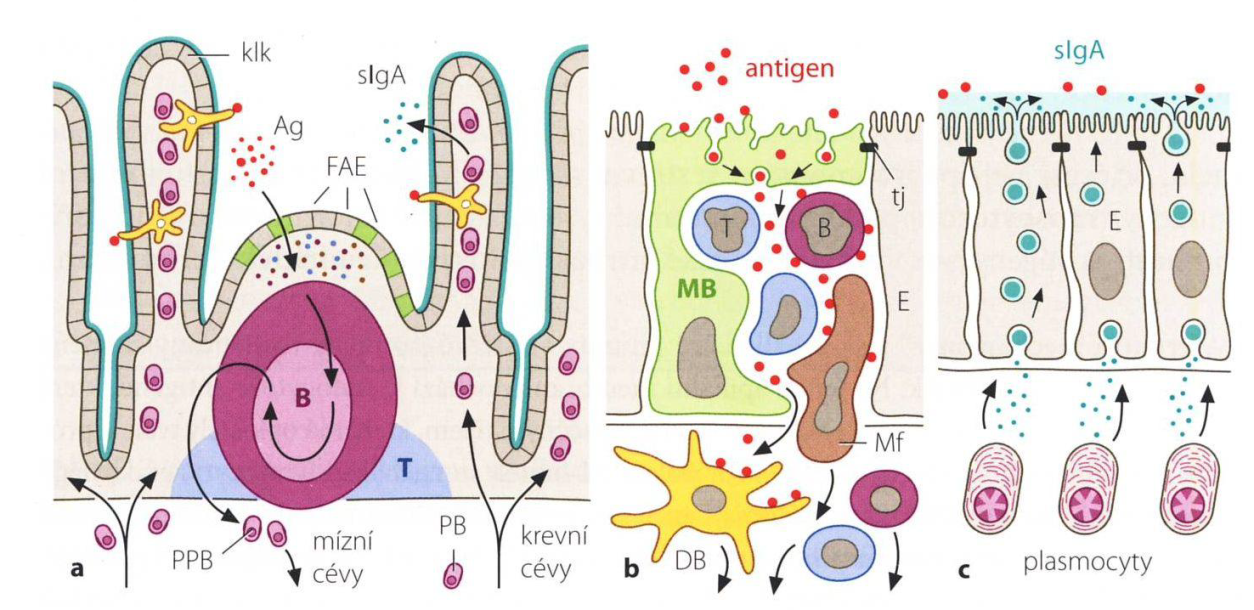 klk
sIgA
Ag
FAE
B
T
PPB
mízní
cévy
PB
krevní
cévy
a
antigen
tj
T
B
MB
E
Mf
DB
b
sIgA
E
plasmocyty
c